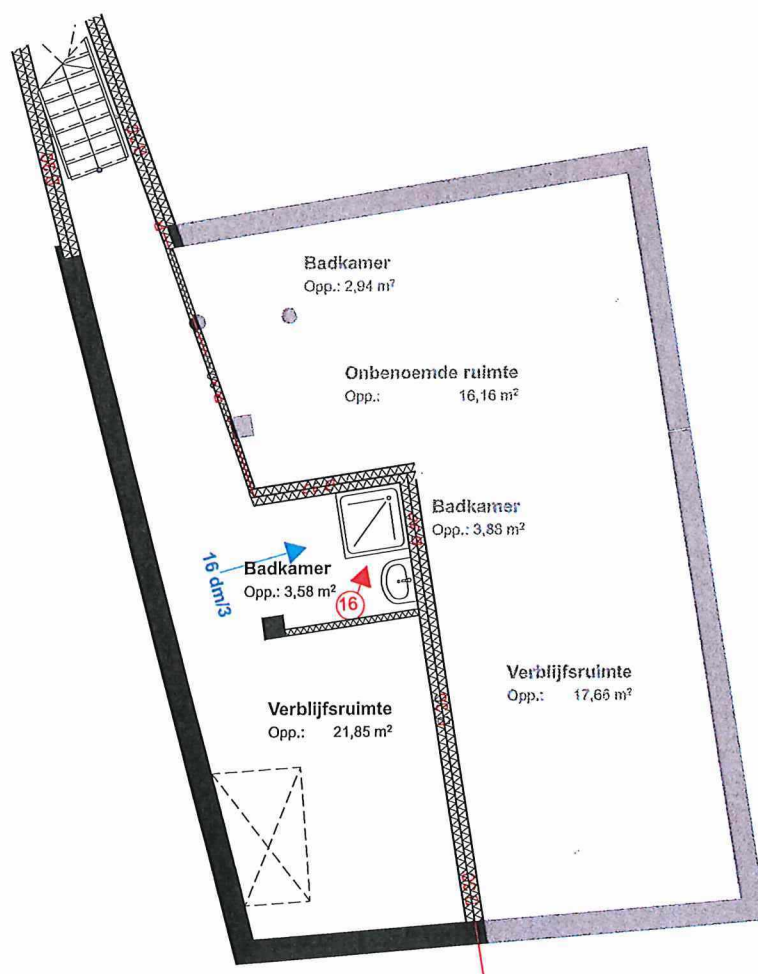 Badkamer
Opp.: 2,94 m²
Onbenoemde ruimte
Opp.: 16,16 m²
Badkamer
Opp.: 3,88 m²
16 dm/3
Badkamer
Opp.: 3,58 m²
16
Verblijfsruimte
Opp.: 17,66 m²
Verblijfsruimte
Opp.: 21,85 m²